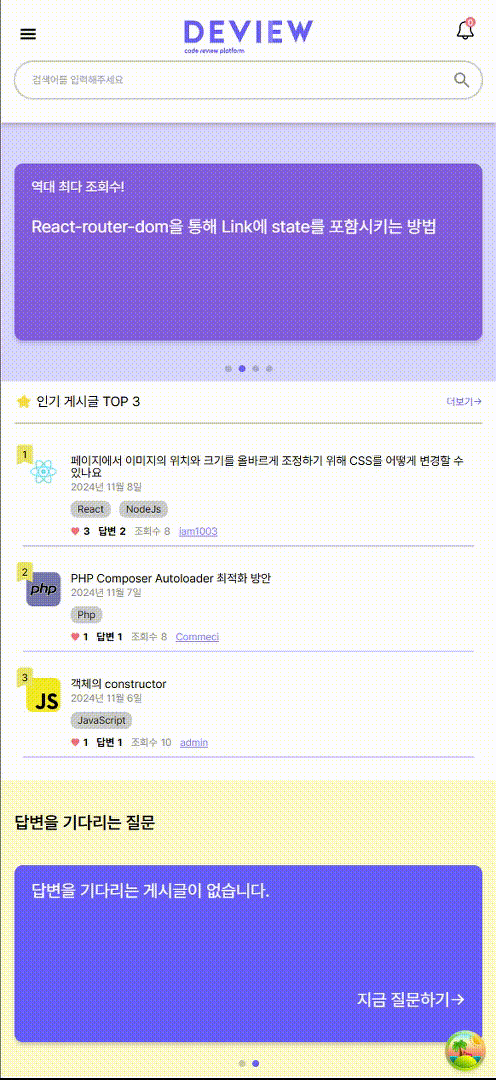 DEVIEW
code review platform
0
검색어를 입력해주세요
역대 최다 조회수!
React-router-dom을 통해 Link에 state를 포함시키는 방법
인기 게시글 TOP 3
더보기→
1
페이지에서 이미지의 위치와 크기를 올바르게 조정하기 위해 CSS를 어떻게 변경할 수
있나요
2024년 11월 8일
React NodeJs
3 답변 2 조회수 8 iam1003
2
php
PHP Composer Autoloader 최적화 방안
2024년 11월 7일
Php
1 답변 1 조회수 8 Commeci
3
JS
객체의 constructor
2024년 11월 6일
JavaScript
1 답변 1 조회수 10 admin
답변을 기다리는 질문
답변을 기다리는 게시글이 없습니다.
지금 질문하기→